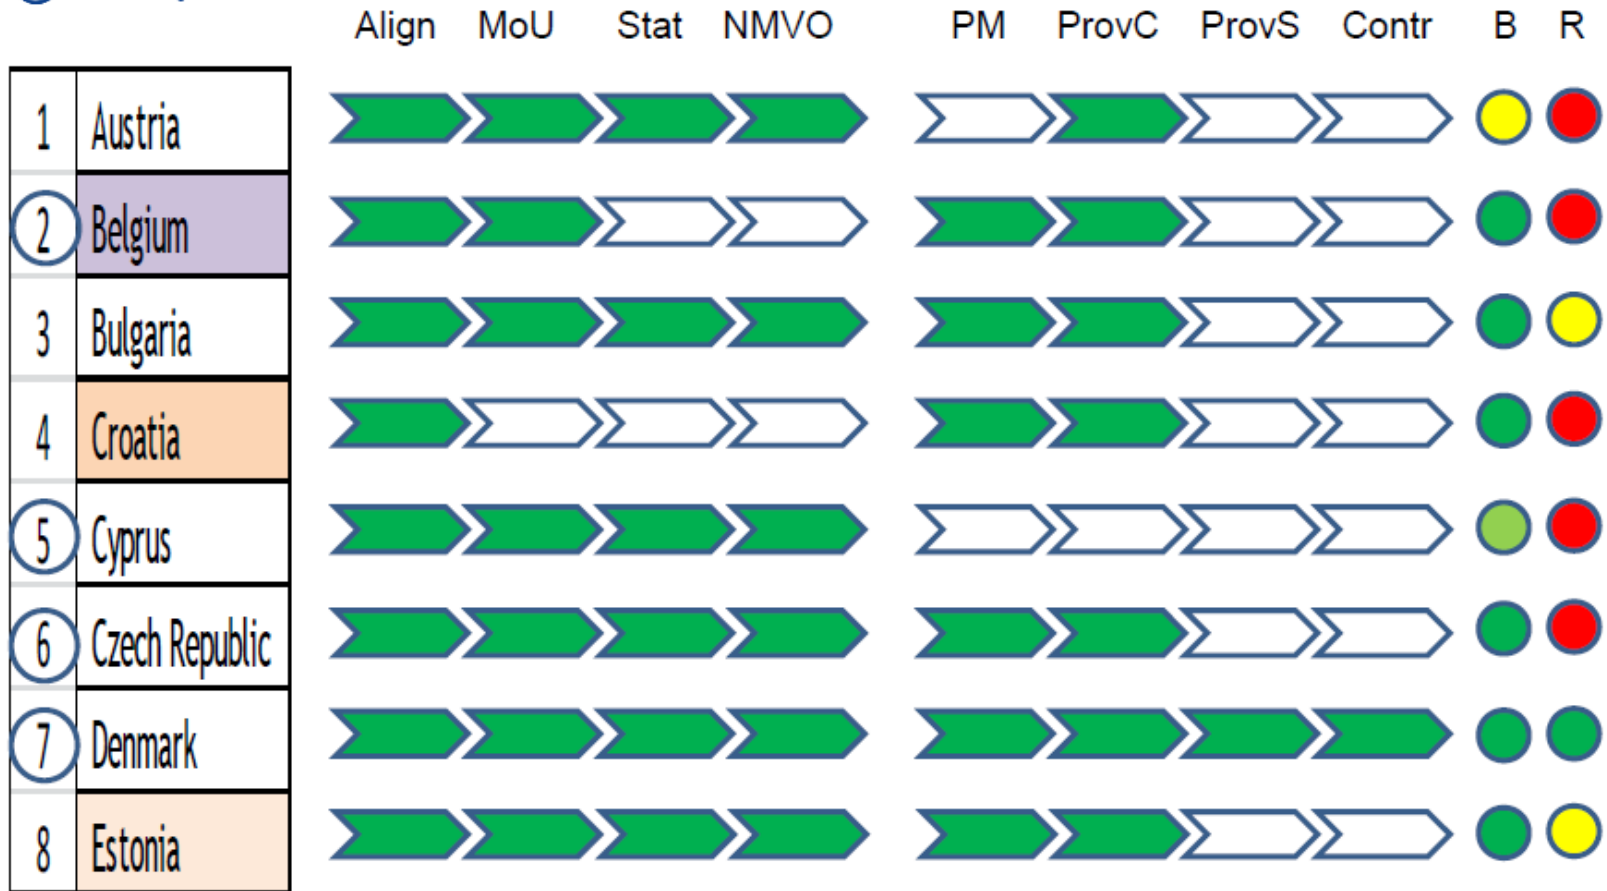 Align MoU Stat NMVO PM ProvC ProvS Contr B R
1 Austria
2 Belgium
3 Bulgaria
4 Croatia
5 Cyprus
6 Czech Republic
7 Denmark
8 Estonia